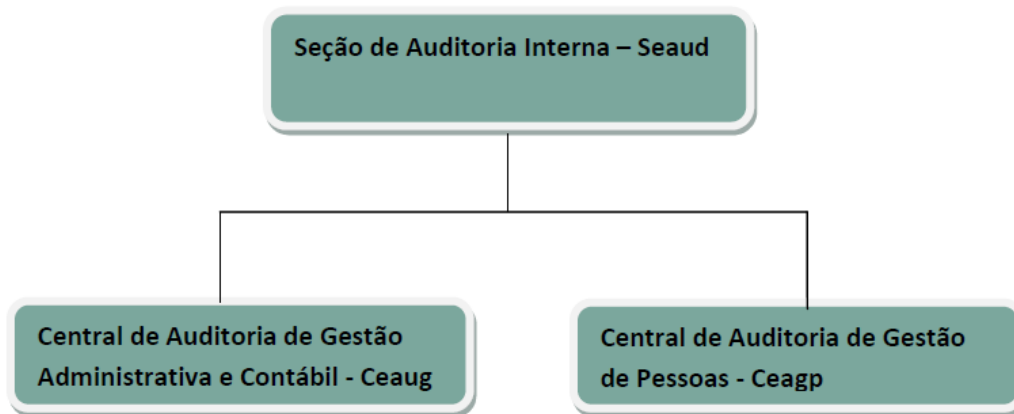 Seção de Auditoria Interna – Seaud
Central de Auditoria de Gestão
Administrativa e Contábil - Ceaug
Central de Auditoria de Gestão
de Pessoas - Ceagp